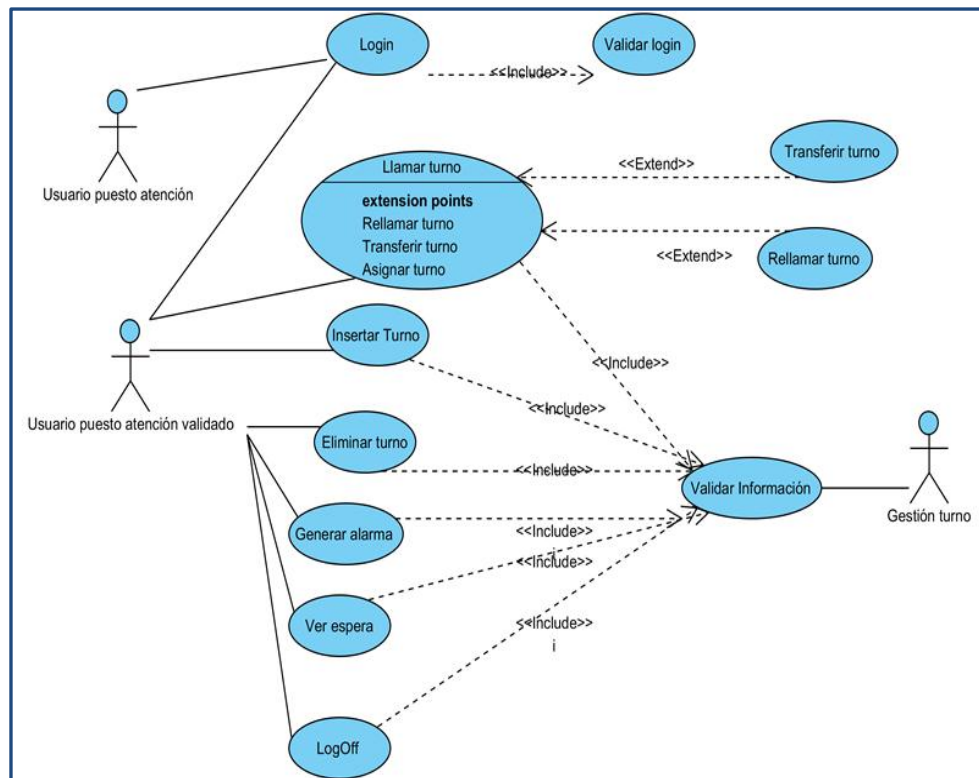 Login
Validar login
<<Include>>
Usuario puesto atención
Llamar turno
extension points
Rellamar turno
Transferir turno
Asignar turno
<<Extend>>
Transferir turno
<<Extend>>
Rellamar turno
Insertar Turno
<<Include>>
Usuario puesto atención validado
<<Include>>
Eliminar turno
<<Include>>
Validar Información
Gestión turno
Generar alarma
<<Include>>
i
<<Include>>
Ver espera
<<Include>>
i
LogOff